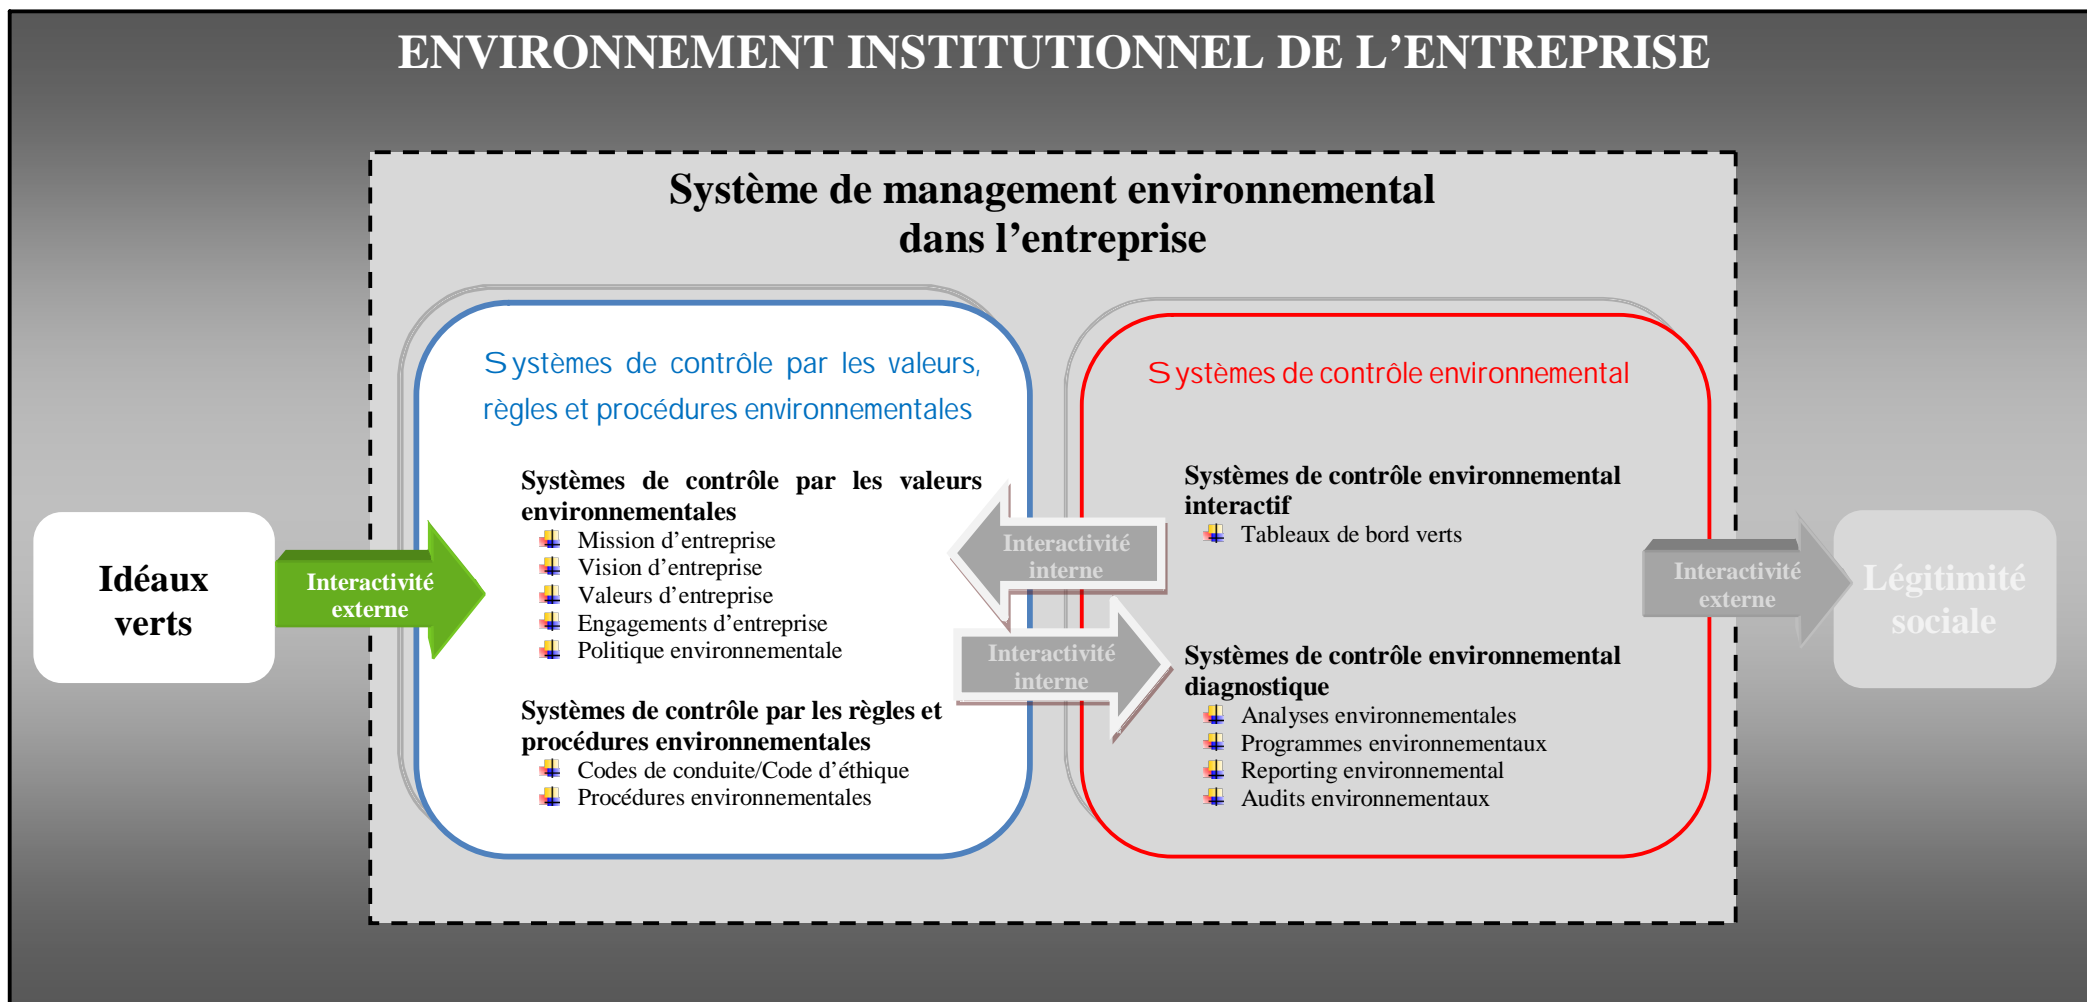 ENVIRONNEMENT INSTITUTIONNEL DE L’ENTREPRISE
Système de management environnemental
dans l’entreprise
Idéaux
verts
Interactivité
externe
Systèmes de contrôle par les valeurs,
règles et procédures environnementales
Systèmes de contrôle par les valeurs
environnementales
Mission d’entreprise
Vision d’entreprise
Valeurs d’entreprise
Engagements d’entreprise
Politique environnementale
Systèmes de contrôle par les règles et
procédures environnementales
Codes de conduite/Code d’éthique
Procédures environnementales
Interactivité
interne
Interactivité
interne
Systèmes de contrôle environnemental
Systèmes de contrôle environnemental
interactif
Tableaux de bord verts
Systèmes de contrôle environnemental
diagnostique
Analyses environnementales
Programmes environnementaux
Reporting environnemental
Audits environnementaux
Interactivité
externe
Légitimité
sociale